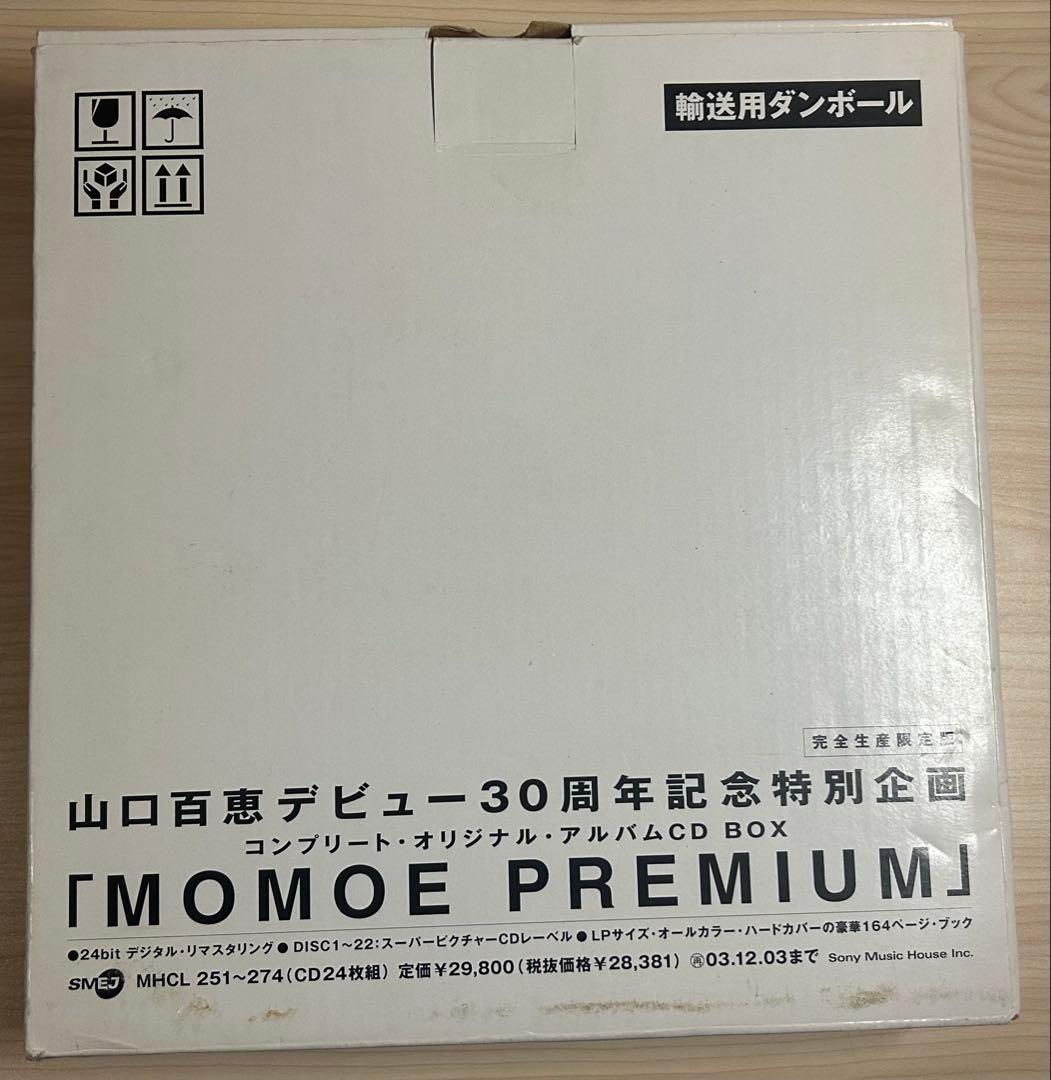 輸送用ダンボール
完全生産限定版
山口百恵デビュー30周年記念特別企画
コンプリート・オリジナル・アルバムCD BOX
「MOMOE PREMIUM」
●24bit デジタル・リマスタリング● DISC1〜22:スーパーピクチャーCDレーベル● LPサイズ・オールカラー・ハードカバーの豪華164ページ・ブック
SMEJ MHCL 251〜274(CD24枚組) 定価¥29,800(税抜価格¥28,381) ㊢03.12.03まで Sony Music House Inc.